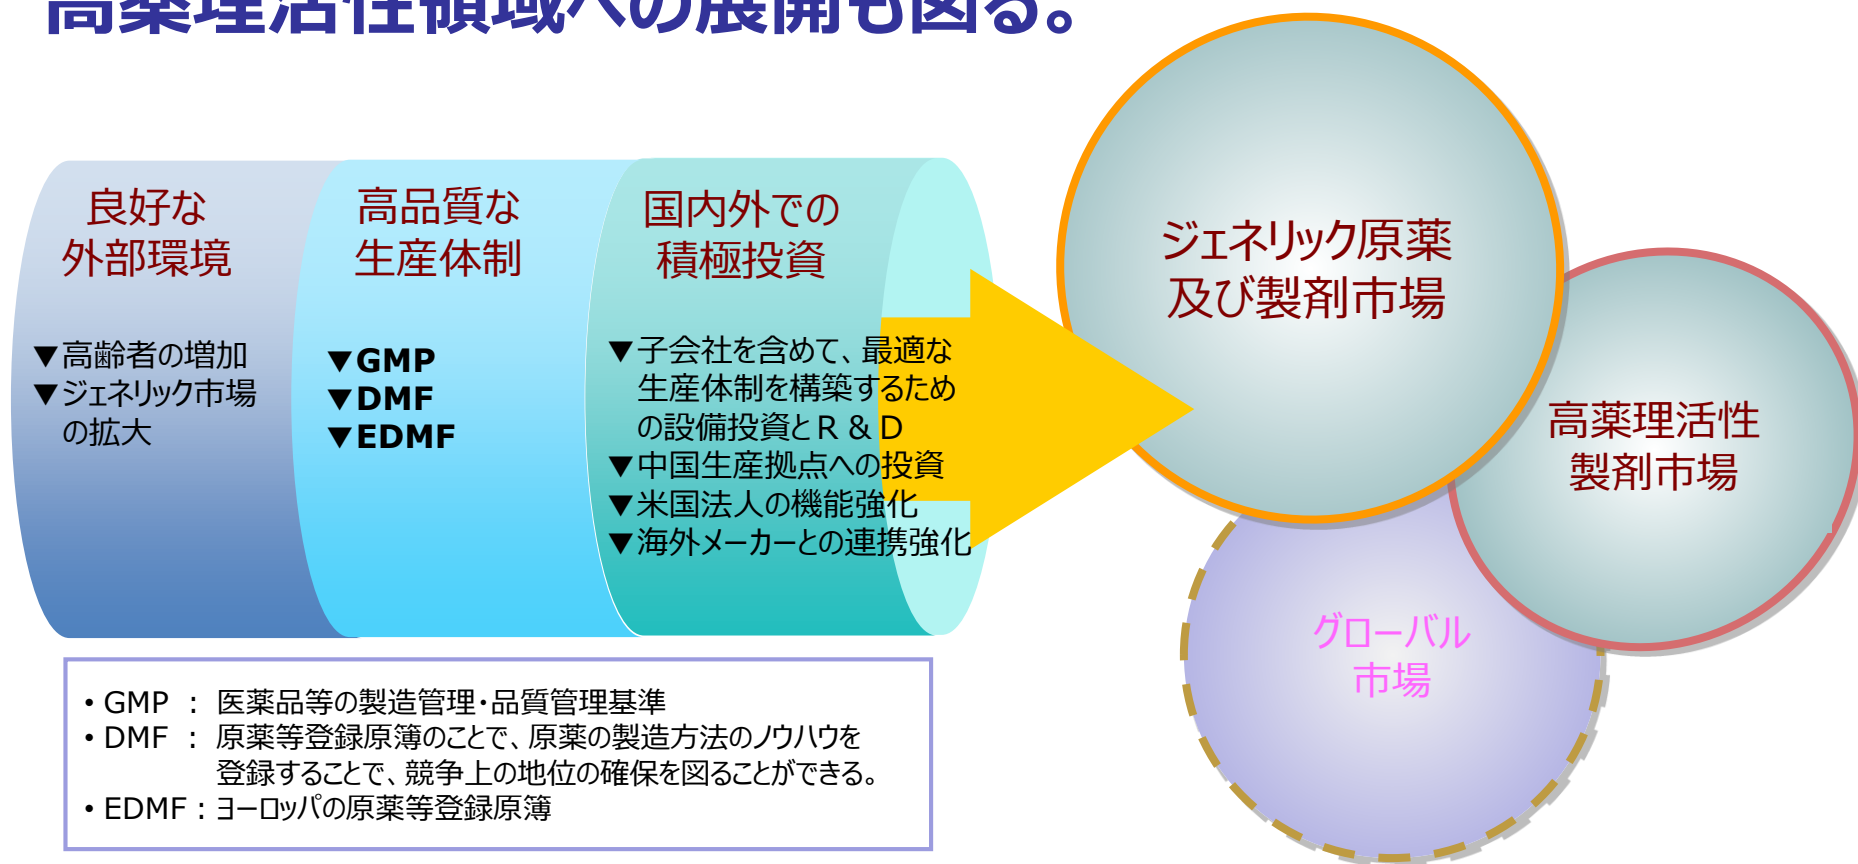 高薬理活性領域への展開も図る。
良好な
外部環境
▼高齢者の増加
▼ジェネリック市場
の拡大
高品質な
生産体制
▼GMP
▼DMF
▼EDMF
国内外での
積極投資
▼子会社を含めて、最適な
生産体制を構築するため
の設備投資とR＆D
▼中国生産拠点への投資
▼米国法人の機能強化
▼海外メーカーとの連携強化
ジェネリック原薬
及び製剤市場
高薬理活性
製剤市場
グローバル
市場
・GMP ： 医薬品等の製造管理・品質管理基準
・DMF ： 原薬等登録原簿のことで、原薬の製造方法のノウハウを
登録することで、競争上の地位の確保を図ることができる。
・EDMF：ヨーロッパの原薬等登録原簿